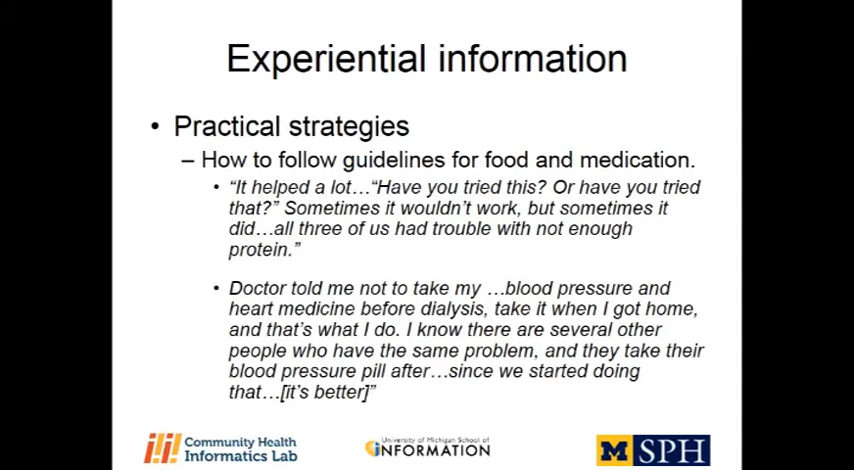 Experiential information
• Practical strategies
– How to follow guidelines for food and medication.
• “It helped a lot…“Have you tried this? Or have you tried
that?” Sometimes it wouldn’t work, but sometimes it
did…all three of us had trouble with not enough
protein.”
• Doctor told me not to take my …blood pressure and
heart medicine before dialysis, take it when I got home,
and that’s what I do. I know there are several other
people who have the same problem, and they take their
blood pressure pill after…since we started doing
that…[it’s better]”
Community Health
Informatics Lab
University of Michigan School of
INFORMATION
M SPH